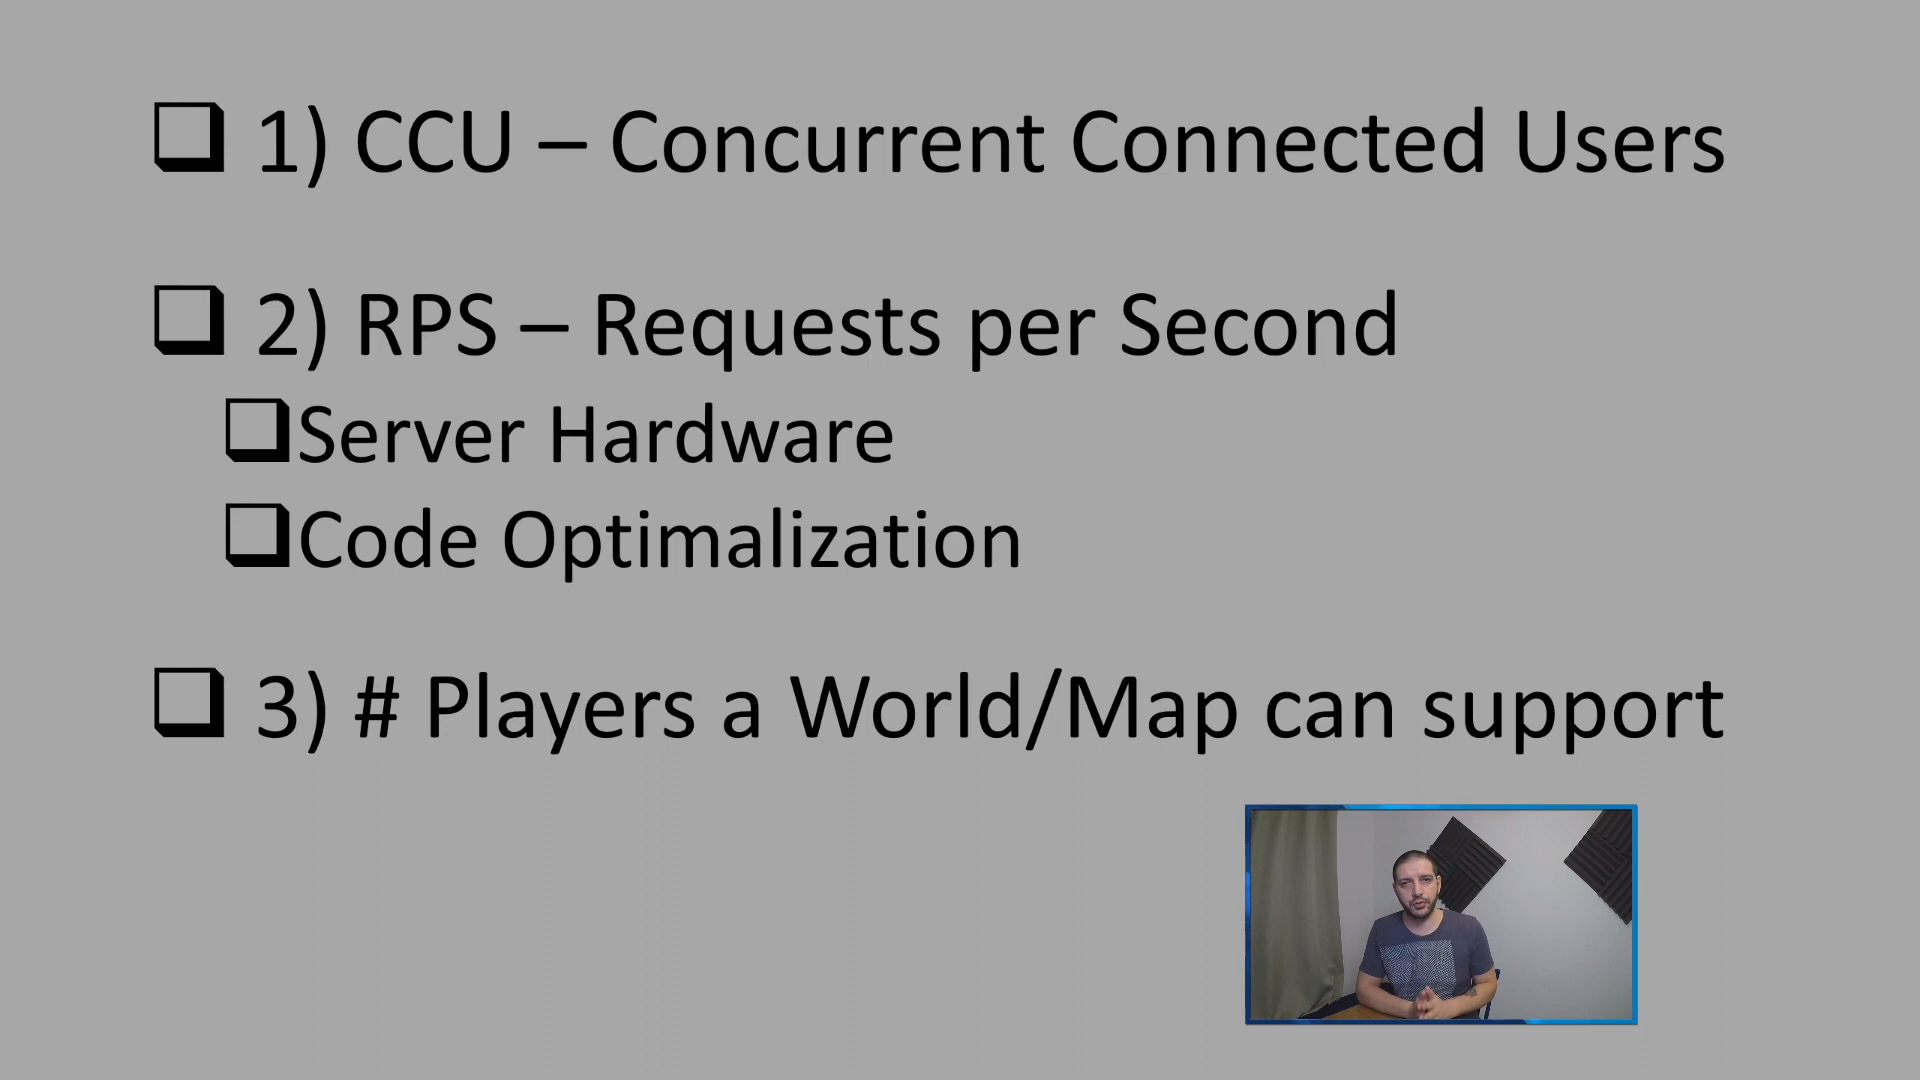 1) CCU – Concurrent Connected Users
2) RPS – Requests per Second
Server Hardware
Code Optimalization
3) # Players a World/Map can support